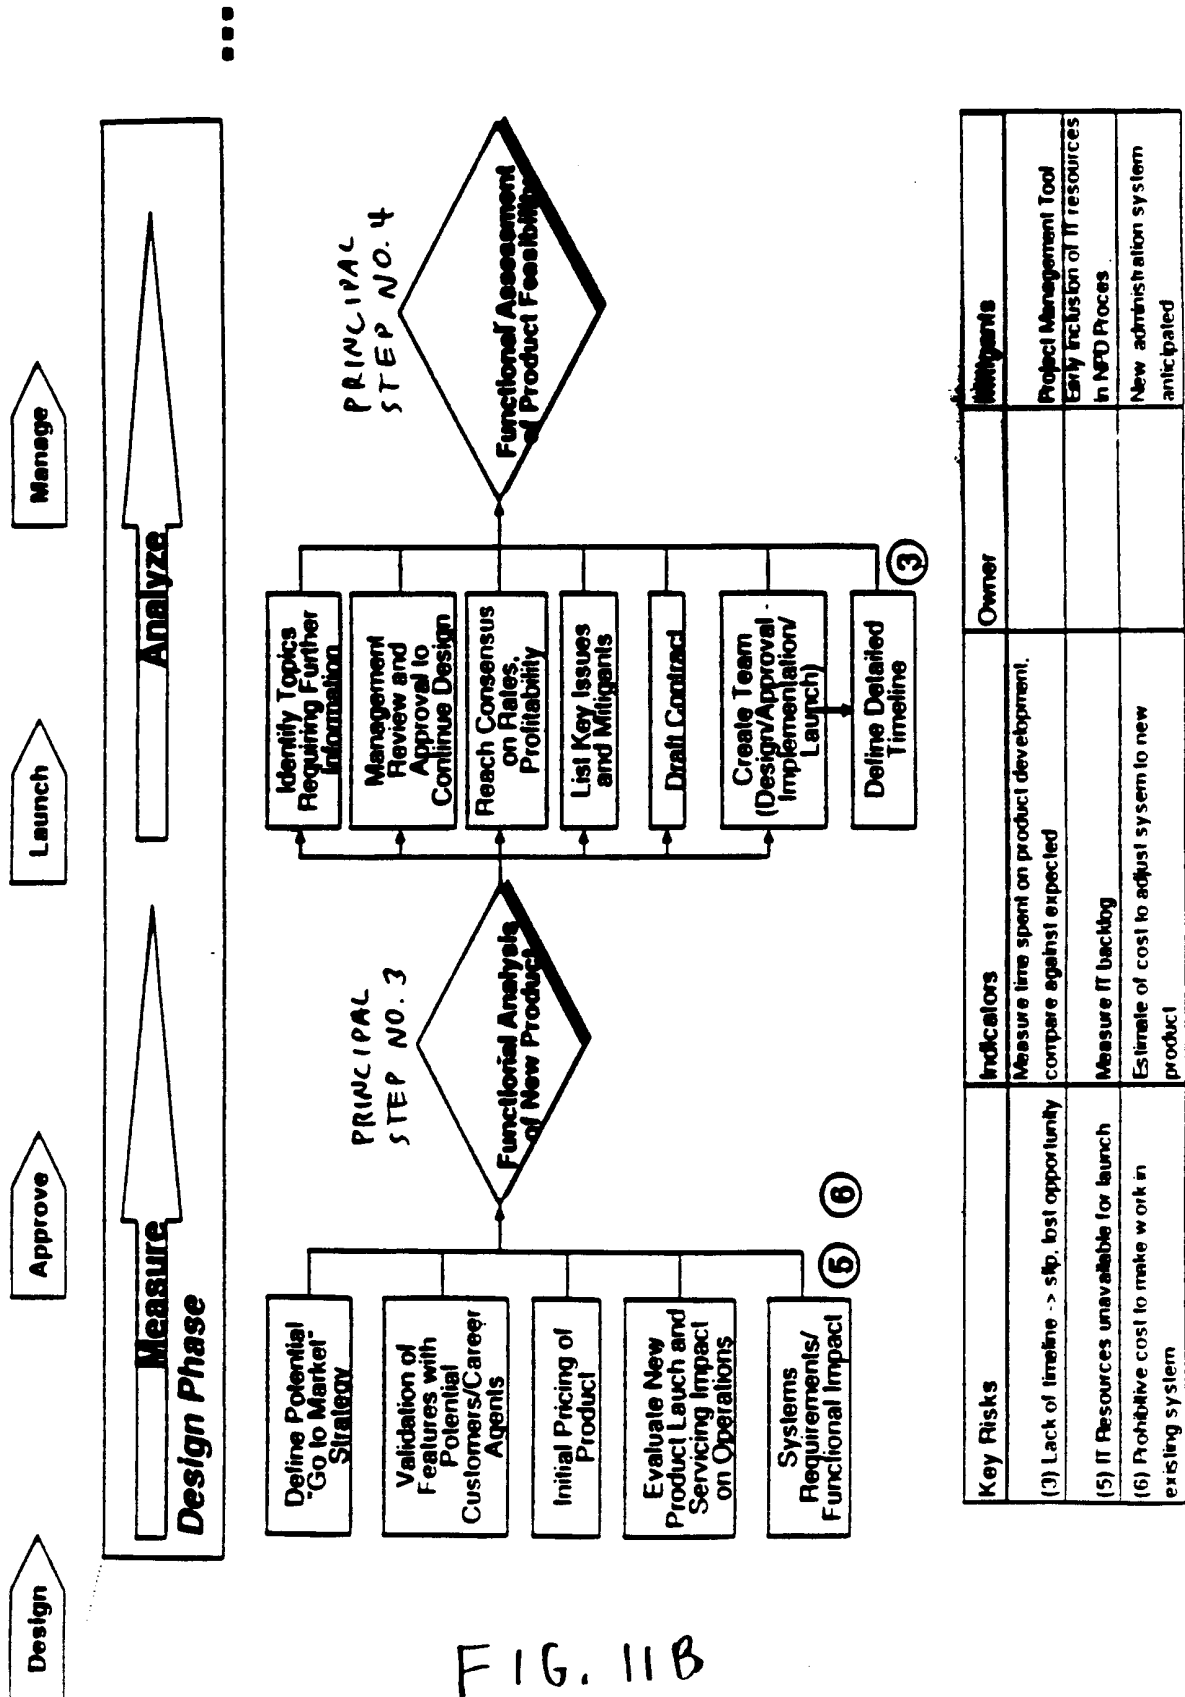 Design
Approve
Launch
Manage
Measure
Analyze
Design Phase
Define Potential
"Go to Market"
Strategy
Validation of
Features with
Potential
Customers/Career
Agents
Initial Pricing of
Product
Evaluate New
Product Lauch and
Servicing Impact
on Operations
Systems
Requirements/
Functional Impact
5
6
PRINCIPAL
STEP NO. 3
Functional Analysis
of New Product
Identify Topics
Requiring Further
Information
Management
Review and
Approval to
Continue Design
Reach Consensus
on Rates,
Profitability
List Key Issues
and Mitigants
Draft Contract
Create Team
(Design/Approval
Implementation/
Launch)
Define Detailed
Timeline
3
PRINCIPAL
STEP NO. 4
Functional Assessment
of Product Feasibility
Key Risks
Indicators
Owner
Mitigants
(3) Lack of timeline -> slip, lost opportunity
Measure time spent on product development,
compare against expected
Project Management Tool
(5) IT Resources unavailable for launch
Measure IT backlog
Early inclusion of IT resources
in NPD Proces
(6) Prohibitive cost to make work in
existing system
Estimate of cost to adjust sysem to new
product
New administration system
anticipated
FIG. 11B